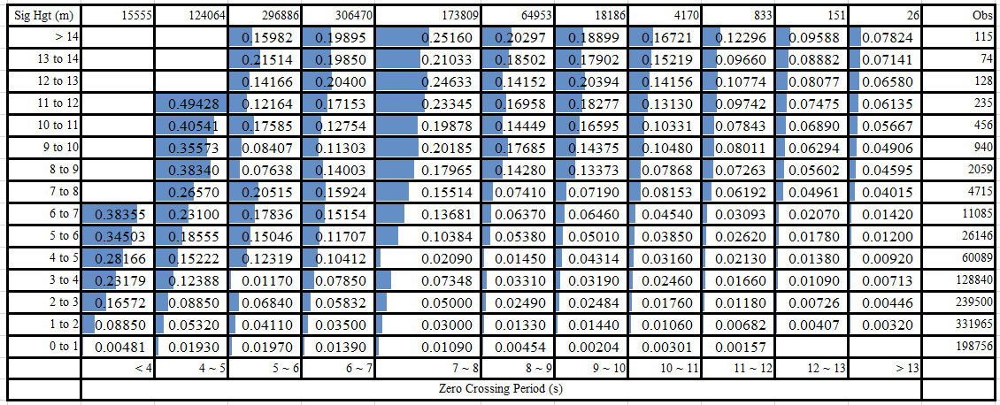 Sig Hgt (m) 15555 124064 296886 306470 173809 64953 18186 4170 833 151 26 Obs
> 14 0.15982 0.19895 0.25160 0.20297 0.18899 0.16721 0.12296 0.09588 0.07824 115
13 to 14 0.21514 0.19850 0.21033 0.18502 0.17902 0.15219 0.09660 0.08882 0.07141 74
12 to 13 0.14166 0.20400 0.24633 0.14152 0.20394 0.14156 0.10774 0.08077 0.06580 128
11 to 12 0.49428 0.12164 0.17153 0.23345 0.16958 0.18277 0.13130 0.09742 0.07475 0.06135 235
10 to 11 0.40541 0.17585 0.12754 0.19878 0.14449 0.16595 0.10331 0.07843 0.06890 0.05667 456
9 to 10 0.35573 0.08407 0.11303 0.20185 0.17685 0.14375 0.10480 0.08011 0.06294 0.04906 940
8 to 9 0.38340 0.07638 0.14003 0.17965 0.14280 0.13373 0.07868 0.07263 0.05602 0.04595 2059
7 to 8 0.26570 0.20515 0.15924 0.15514 0.07410 0.07190 0.08153 0.06192 0.04961 0.04015 4715
6 to 7 0.38355 0.23100 0.17836 0.15154 0.13681 0.06370 0.06460 0.04540 0.03093 0.02070 0.01420 11085
5 to 6 0.34503 0.18555 0.15046 0.11707 0.10384 0.05380 0.05010 0.03850 0.02620 0.01780 0.01200 26146
4 to 5 0.28166 0.15222 0.12319 0.10412 0.02090 0.01450 0.04314 0.03160 0.02130 0.01380 0.00920 60089
3 to 4 0.23179 0.12388 0.01170 0.07850 0.07348 0.03310 0.03190 0.02460 0.01660 0.01090 0.00713 128840
2 to 3 0.16572 0.08850 0.06840 0.05832 0.05000 0.02490 0.02484 0.01760 0.01180 0.00726 0.00446 239500
1 to 2 0.08850 0.05320 0.04110 0.03500 0.03000 0.01330 0.01440 0.01060 0.00682 0.00407 0.00320 331965
0 to 1 0.00481 0.01930 0.01970 0.01390 0.01090 0.00454 0.00204 0.00301 0.00157 198756
< 4 4 ~ 5 5 ~ 6 6 ~ 7 7 ~ 8 8 ~ 9 9 ~ 10 10 ~ 11 11 ~ 12 12 ~ 13 > 13
Zero Crossing Period (s)